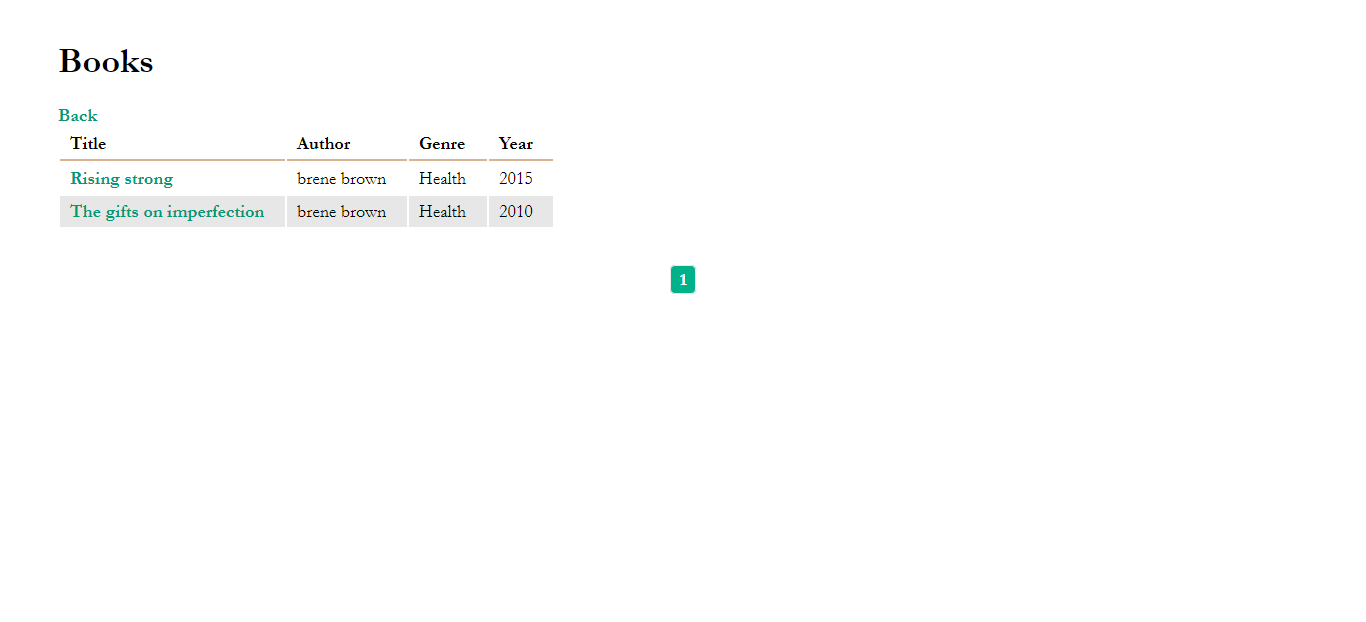 Books
Back
Title Author Genre Year
Rising strong brene brown Health 2015
The gifts on imperfection brene brown Health 2010
1